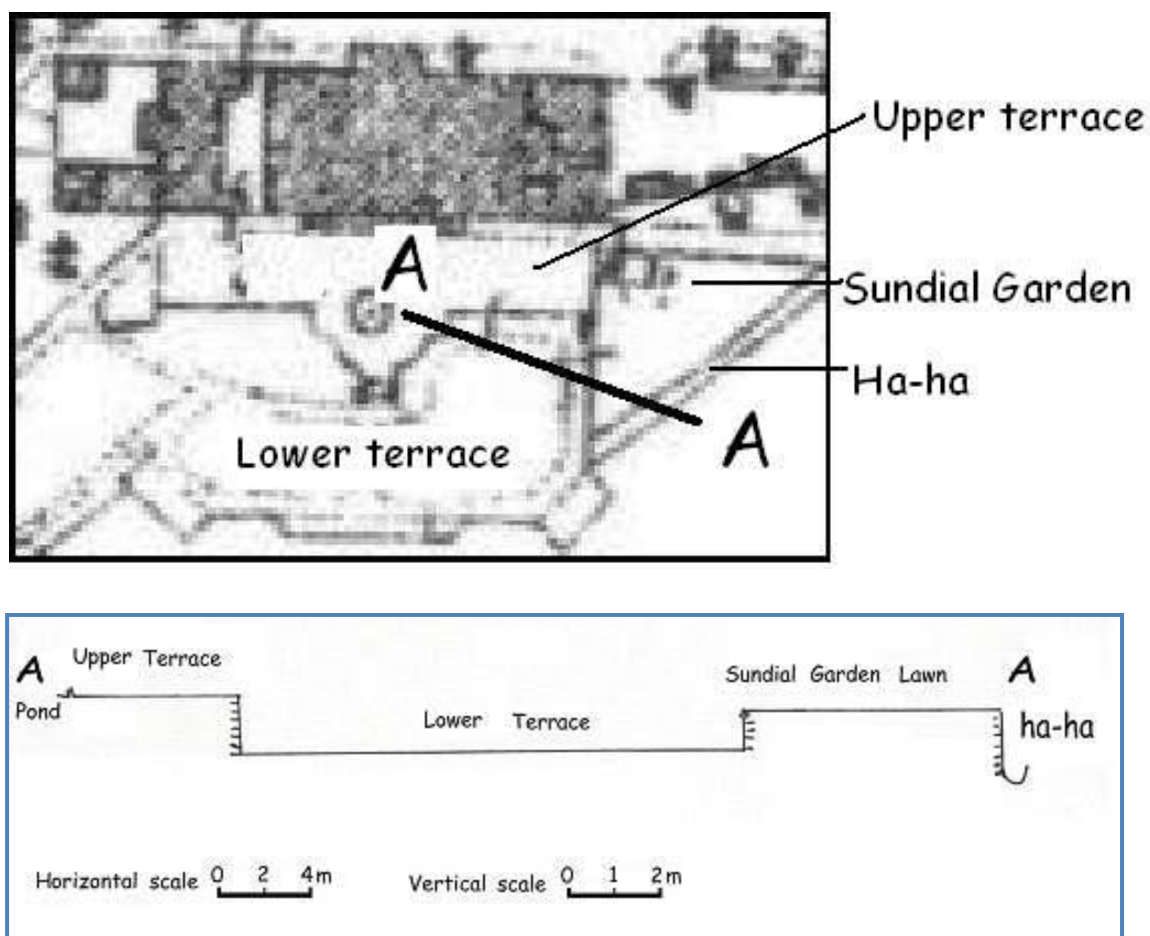 Upper terrace
A
Sundial Garden
Ha-ha
A
Lower terrace
A Upper Terrace
Sundial Garden Lawn A
Pond
Lower Terrace
ha-ha
Horizontal scale 0 2 4m
Vertical scale 0 1 2m